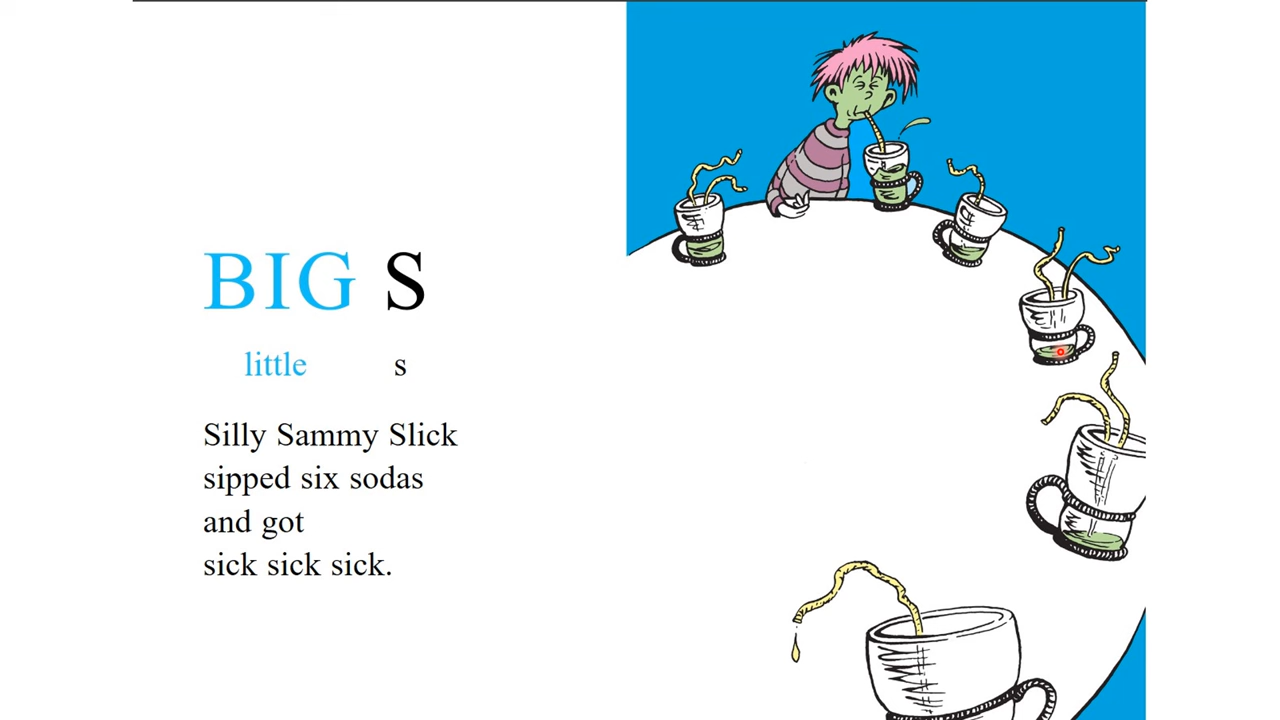 BIG S
little s
Silly Sammy Slick
sipped six sodas
and got
sick sick sick.